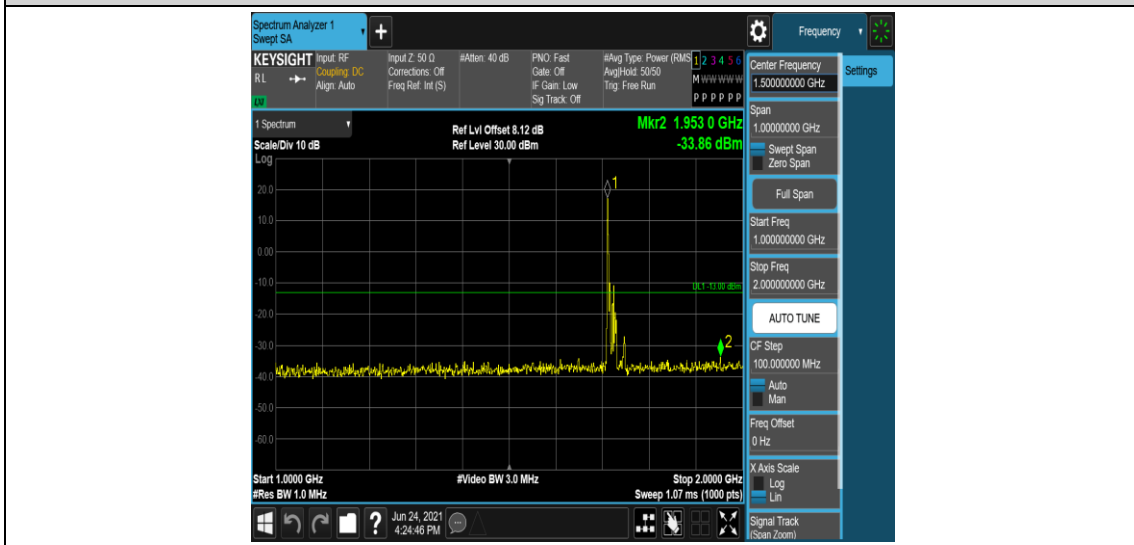 Spectrum Analyzer 1
Swept SA
+
Frequency
KEYSIGHT
RL
LXI
Input: RF
Coupling: DC
Align: Auto
Input Z: 50 Ω
Corrections: Off
Freq Ref: Int (S)
#Atten: 40 dB
PNO: Fast
Gate: Off
IF Gain: Low
Sig Track: Off
#Avg Type: Power (RMS
Avg|Hold: 50/50
Trig: Free Run
1 2 3 4 5 6
M W W W W W
P P P P P P
1 Spectrum
Scale/Div 10 dB
Log
Ref Lvl Offset 8.12 dB
Ref Level 30.00 dBm
Mkr2 1.953 0 GHz
-33.86 dBm
20.0
10.0
0.00
-10.0
-20.0
-30.0
-40.0
-50.0
-60.0
1
DL1 -13.00 dBm
2
Start 1.0000 GHz
#Res BW 1.0 MHz
#Video BW 3.0 MHz
Stop 2.0000 GHz
Sweep 1.07 ms (1000 pts)
?
Jun 24, 2021
4:24:46 PM
Center Frequency
1.500000000 GHz
Settings
Span
1.00000000 GHz
Swept Span
Zero Span
Full Span
Start Freq
1.000000000 GHz
Stop Freq
2.000000000 GHz
AUTO TUNE
CF Step
100.000000 MHz
Auto
Man
Freq Offset
0 Hz
X Axis Scale
Log
Lin
Signal Track
(Span Zoom)